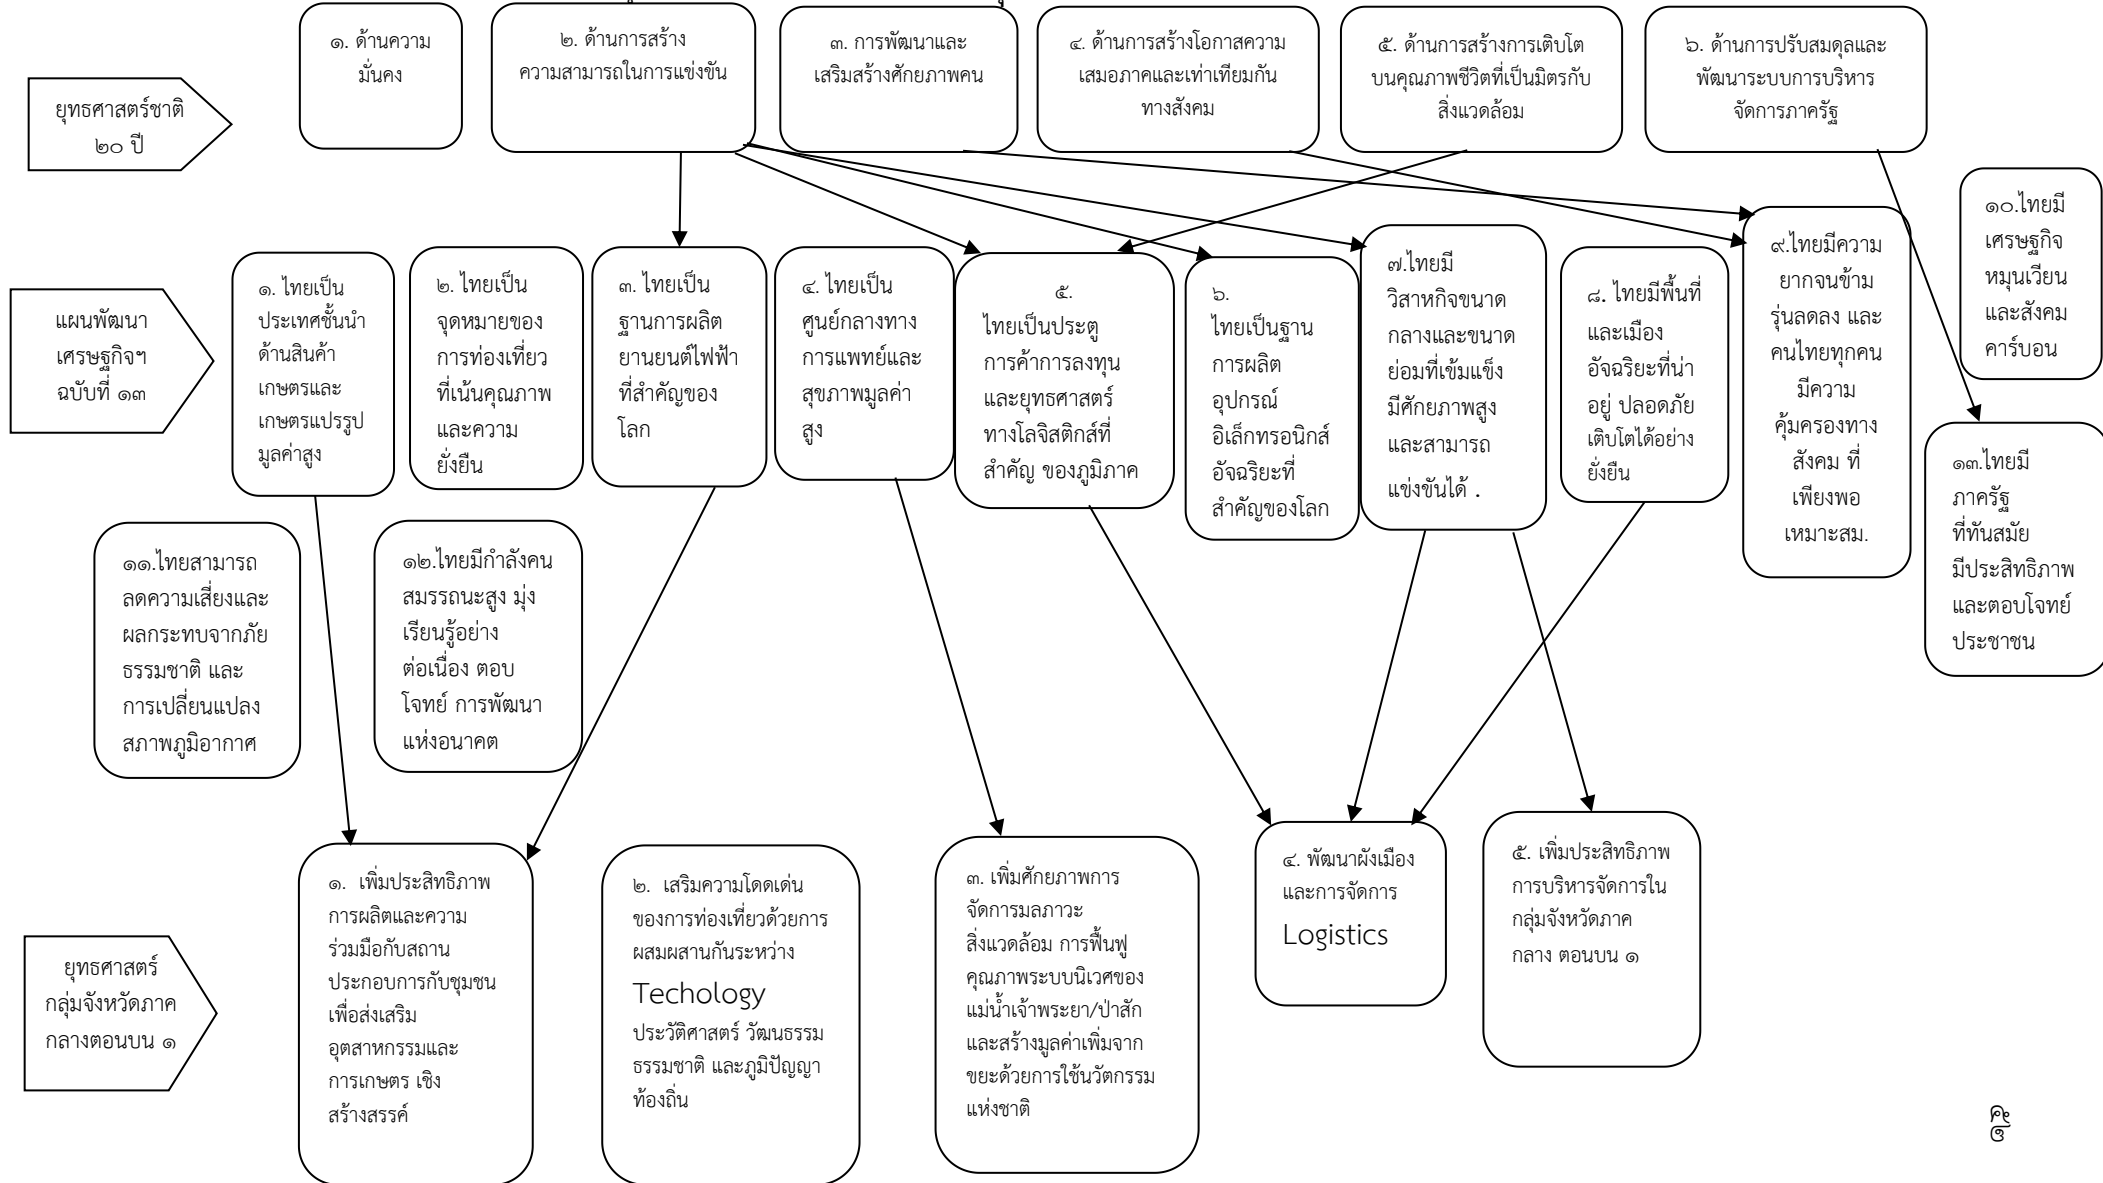 ยุทธศาสตร์ชาติ
๒๐ ปี
๑. ด้านความ
มั่นคง
๒. ด้านการสร้าง
ความสามารถในการแข่งขัน
๓. การพัฒนาและ
เสริมสร้างศักยภาพคน
๔. ด้านการสร้างโอกาสความ
เสมอภาคและเท่าเทียมกัน
ทางสังคม
๕. ด้านการสร้างการเติบโต
บนคุณภาพชีวิตที่เป็นมิตรกับ
สิ่งแวดล้อม
๖. ด้านการปรับสมดุลและ
พัฒนาระบบการบริหาร
จัดการภาครัฐ
แผนพัฒนา
เศรษฐกิจฯ
ฉบับที่ ๑๓
๑. ไทยเป็น
ประเทศชั้นนำ
ด้านสินค้า
เกษตรและ
เกษตรแปรรูป
มูลค่าสูง
๒. ไทยเป็น
จุดหมายของ
การท่องเที่ยว
ที่เน้นคุณภาพ
และความ
ยั่งยืน
๓. ไทยเป็น
ฐานการผลิต
ยานยนต์ไฟฟ้า
ที่สำคัญของ
โลก
๔. ไทยเป็น
ศูนย์กลางทาง
การแพทย์และ
สุขภาพมูลค่า
สูง
๕.
ไทยเป็นประตู
การค้าการลงทุน
และยุทธศาสตร์
ทางโลจิสติกส์ที่
สำคัญ ของภูมิภาค
๖.
ไทยเป็นฐาน
การผลิต
อุปกรณ์
อิเล็กทรอนิกส์
อัจฉริยะที่
สำคัญของโลก
๗.ไทยมี
วิสาหกิจขนาด
กลางและขนาด
ย่อมที่เข้มแข็ง
มีศักยภาพสูง
และสามารถ
แข่งขันได้ .
๘. ไทยมีพื้นที่
และเมือง
อัจฉริยะที่น่า
อยู่ ปลอดภัย
เติบโตได้อย่าง
ยั่งยืน
๙.ไทยมีความ
ยากจนข้าม
รุ่นลดลง และ
คนไทยทุกคน
มีความ
คุ้มครองทาง
สังคม ที่
เพียงพอ
เหมาะสม.
๑๐.ไทยมี
เศรษฐกิจ
หมุนเวียน
และสังคม
คาร์บอน
๑๑.ไทยสามารถ
ลดความเสี่ยงและ
ผลกระทบจากภัย
ธรรมชาติ และ
การเปลี่ยนแปลง
สภาพภูมิอากาศ
๑๒.ไทยมีกำลังคน
สมรรถนะสูง มุ่ง
เรียนรู้อย่าง
ต่อเนื่อง ตอบ
โจทย์ การพัฒนา
แห่งอนาคต
๑๓.ไทยมี
ภาครัฐ
ที่ทันสมัย
มีประสิทธิภาพ
และตอบโจทย์
ประชาชน
ยุทธศาสตร์
กลุ่มจังหวัดภาค
กลางตอนบน ๑
๑. เพิ่มประสิทธิภาพ
การผลิตและความ
ร่วมมือกับสถาน
ประกอบการกับชุมชน
เพื่อส่งเสริม
อุตสาหกรรมและ
การเกษตร เชิง
สร้างสรรค์
๒. เสริมความโดดเด่น
ของการท่องเที่ยวด้วยการ
ผสมผสานกันระหว่าง
Techology
ประวัติศาสตร์ วัฒนธรรม
ธรรมชาติ และภูมิปัญญา
ท้องถิ่น
๓. เพิ่มศักยภาพการ
จัดการมลภาวะ
สิ่งแวดล้อม การฟื้นฟู
คุณภาพระบบนิเวศของ
แม่น้ำเจ้าพระยา/ป่าสัก
และสร้างมูลค่าเพิ่มจาก
ขยะด้วยการใช้นวัตกรรม
แห่งชาติ
๔. พัฒนาผังเมือง
และการจัดการ
Logistics
๕. เพิ่มประสิทธิภาพ
การบริหารจัดการใน
กลุ่มจังหวัดภาค
กลาง ตอนบน ๑